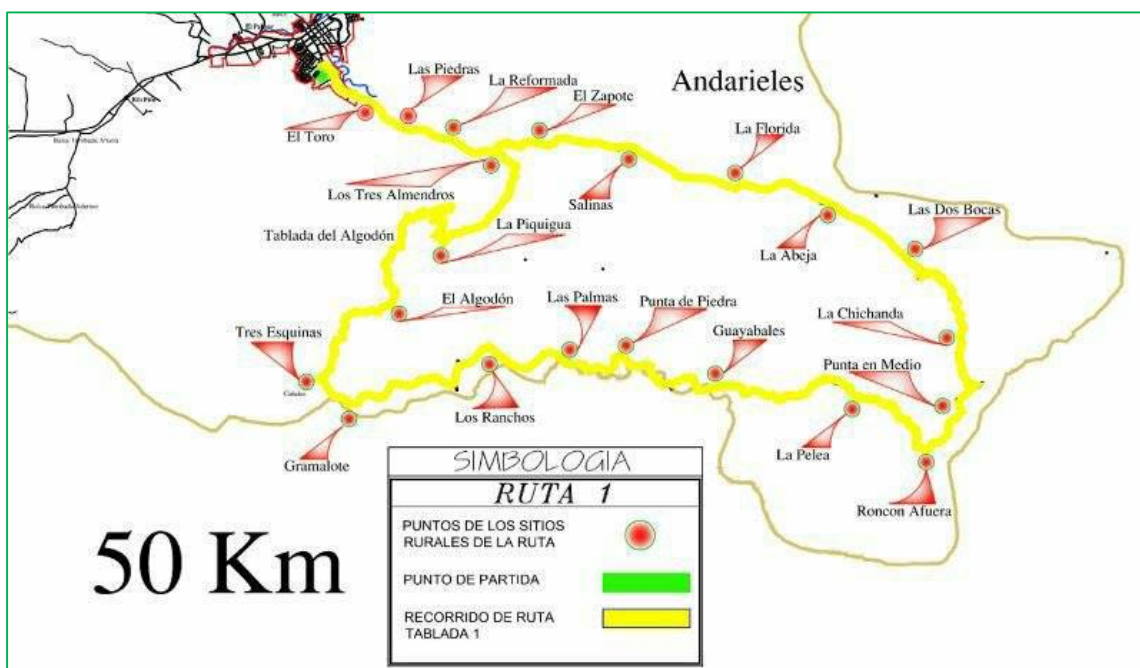 Las Piedras
La Reformada
Andarieles
El Zapote
El Toro
La Florida
Los Tres Almendros
Salinas
Las Dos Bocas
La Piquigua
Tablada del Algodón
La Abeja
El Algodón
Las Palmas
Punta de Piedra
La Chichanda
Tres Esquinas
Guayabales
Punta en Medio
Los Ranchos
Gramalote
La Pelea
Roncon Afuera
50 Km
SIMBOLOGIA
RUTA 1
PUNTOS DE LOS SITIOS
RURALES DE LA RUTA
PUNTO DE PARTIDA
RECORRIDO DE RUTA
TABLADA 1